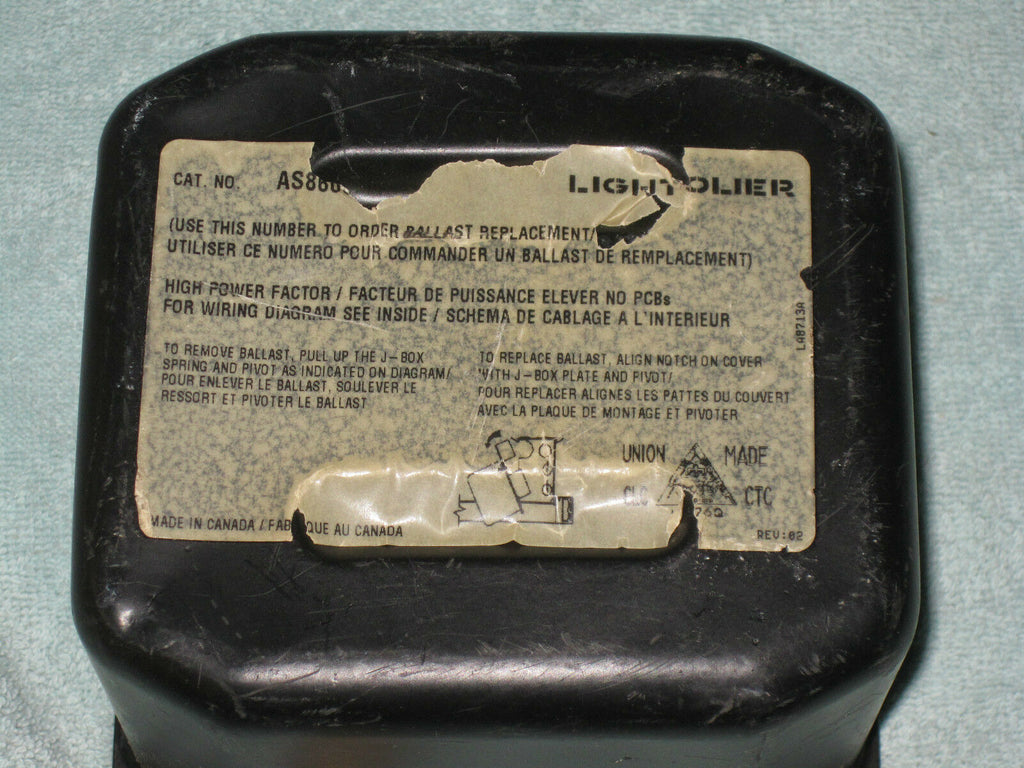 CAT. NO.
LIGHTOLIER
(USE THIS NUMBER TO ORDER BALLAST REPLACEMENT/
UTILISER CE NUMERO POUR COMMANDER UN BALLAST DE REMPLACEMENT)
HIGH POWER FACTOR / FACTEUR DE PUISSANCE ELEVER NO PCBs
FOR WIRING DIAGRAM SEE INSIDE / SCHEMA DE CABLAGE A L'INTERIEUR
LAB713A
TO REMOVE BALLAST, PULL UP THE J-BOX
SPRING AND PIVOT AS INDICATED ON DIAGRAM/
POUR ENLEVER LE BALLAST, SOULEVER LE
RESSORT ET PIVOTER LE BALLAST
TO REPLACE BALLAST, ALIGN NOTCH ON COVER
WITH J-BOX PLATE AND PIVOT/
POUR REPLACER ALIGNES LES PATTES DU COUVERT
AVEC LA PLAQUE DE MONTAGE ET PIVOTER
UNION MADE
CLC CTC
MADE IN CANADA / AU CANADA
REV:02